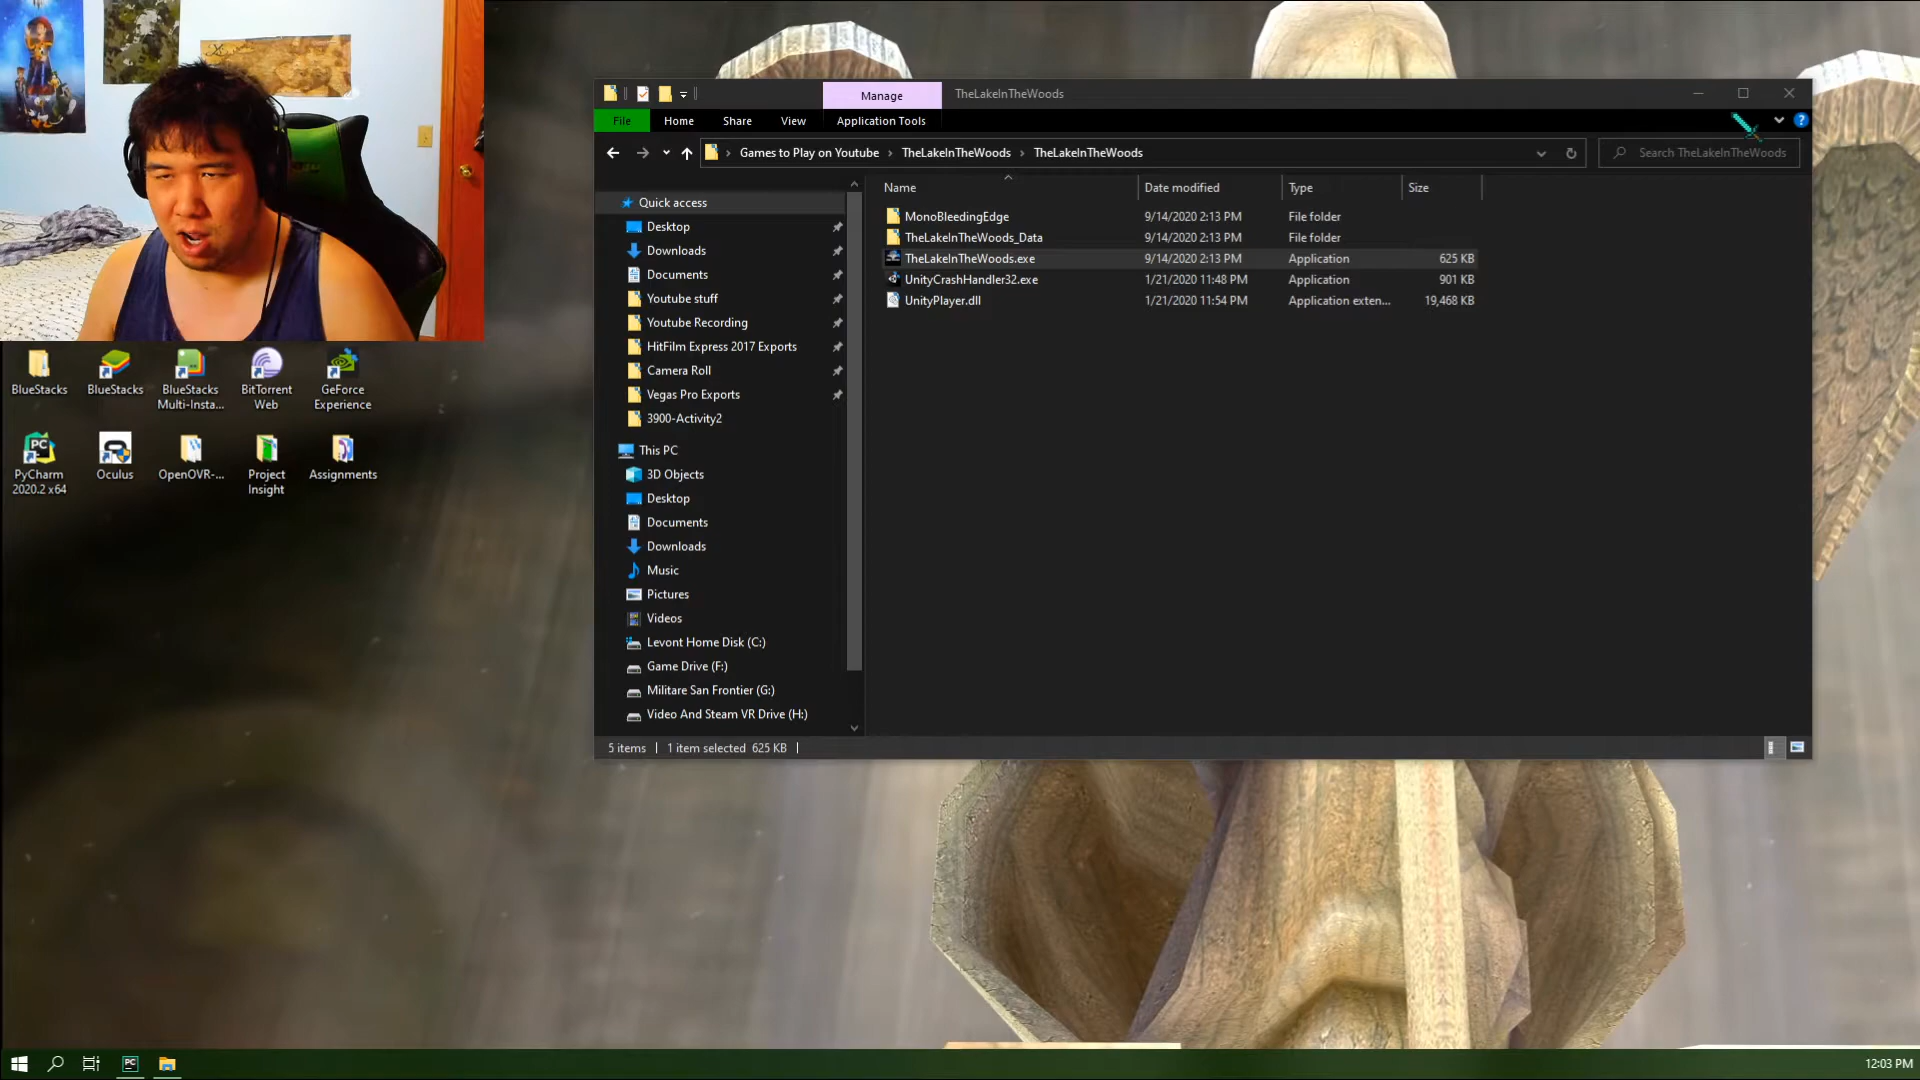 Manage
TheLakeInTheWoods
File
Home
Share
View
Application Tools
Games to Play on Youtube
TheLakeInTheWoods
TheLakeInTheWoods
Search TheLakeInTheWoods
Name
Date modified
Type
Size
MonoBleedingEdge
9/14/2020 2:13 PM
File folder
TheLakeInTheWoods_Data
9/14/2020 2:13 PM
File folder
TheLakeInTheWoods.exe
9/14/2020 2:13 PM
Application
625 KB
UnityCrashHandler32.exe
1/21/2020 11:48 PM
Application
901 KB
UnityPlayer.dll
1/21/2020 11:54 PM
Application exten...
19,468 KB
Quick access
Desktop
Downloads
Documents
Youtube stuff
Youtube Recording
HitFilm Express 2017 Exports
Camera Roll
Vegas Pro Exports
3900-Activity2
This PC
3D Objects
Desktop
Documents
Downloads
Music
Pictures
Videos
Levont Home Disk (C:)
Game Drive (F:)
Militare San Frontier (G:)
Video And Steam VR Drive (H:)
5 items
1 item selected 625 KB
BlueStacks
BlueStacks
BlueStacks
Multi-Insta...
BitTorrent
Web
GeForce
Experience
PC
PyCharm
2020.2 x64
Oculus
OpenOVR-...
Project
Insight
Assignments
PC
12:03 PM